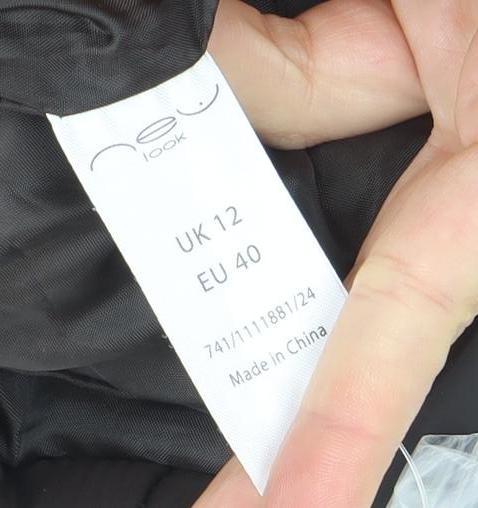 new
look
UK 12
EU 40
741/1111881/24
Made in China